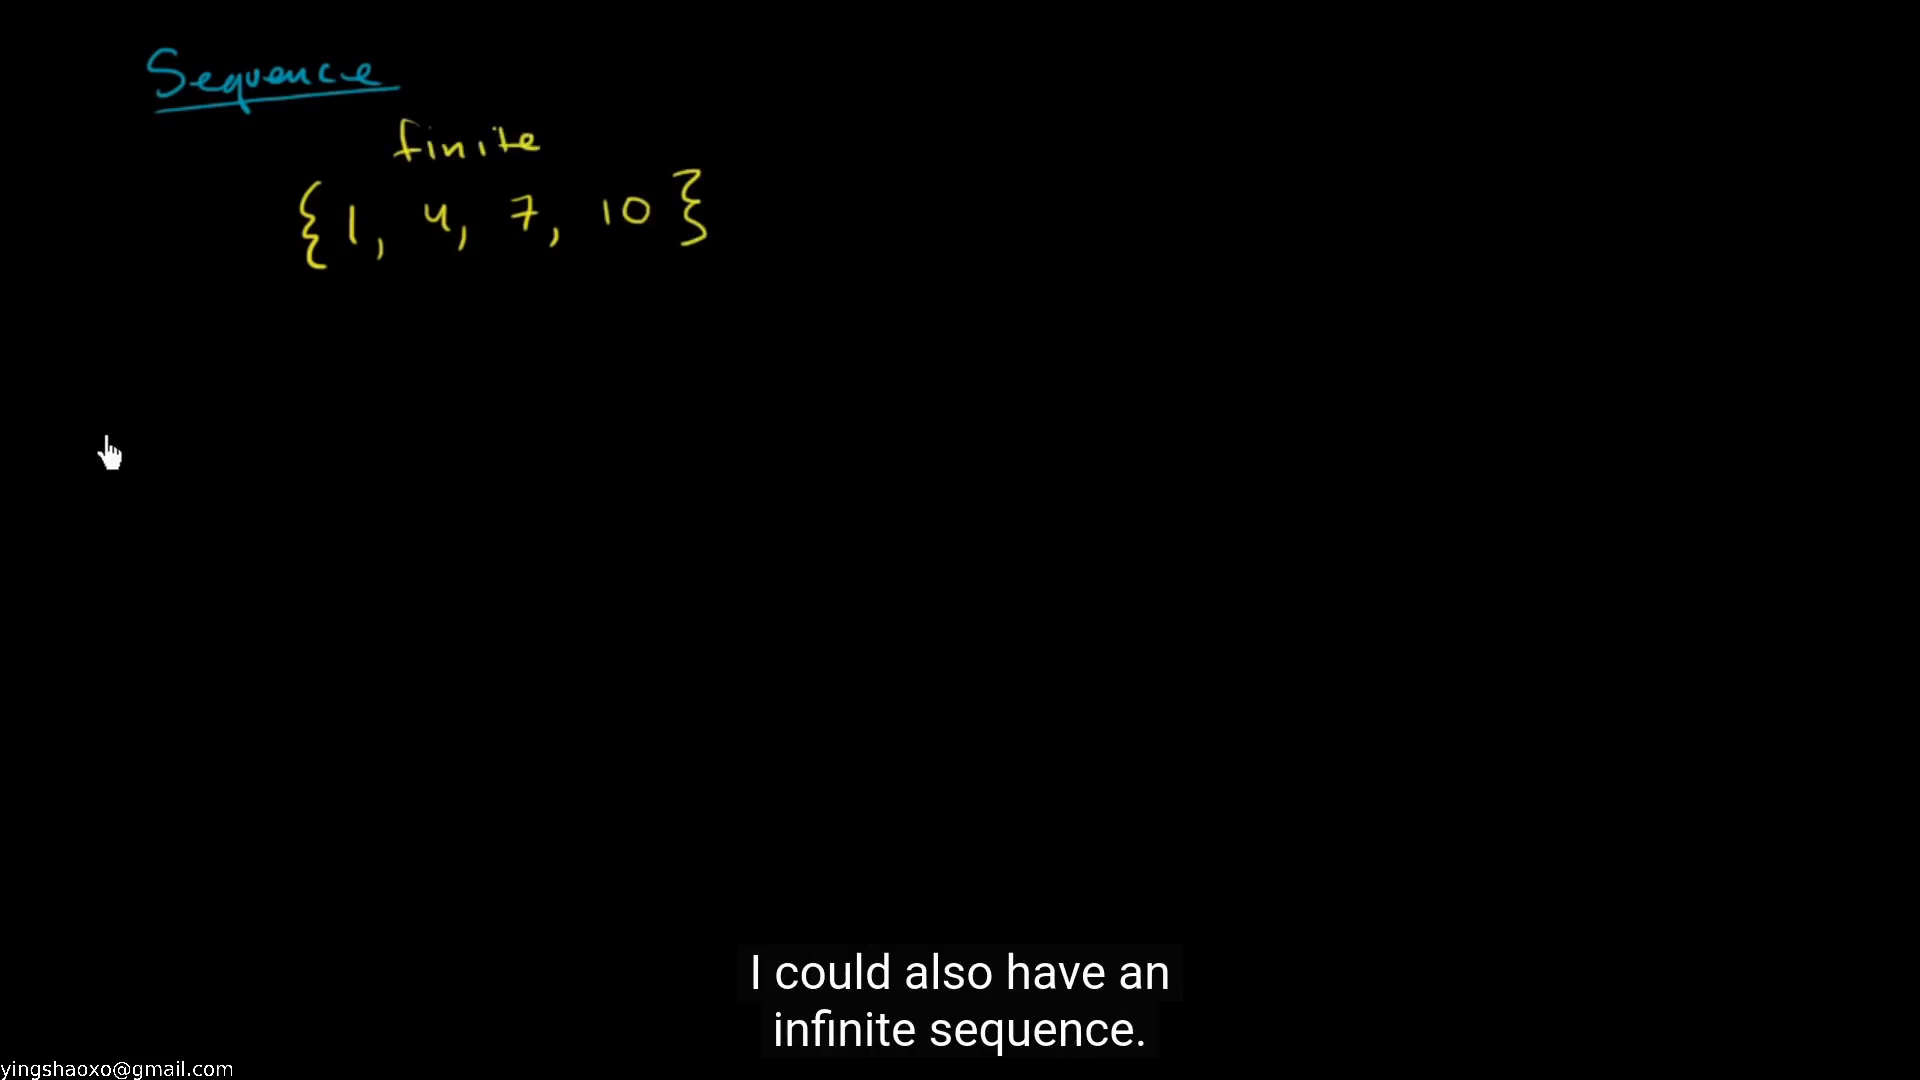 Sequence
finite
{1, 4, 7, 10}
I could also have an
infinite sequence.
yingshaoxo@gmail.com